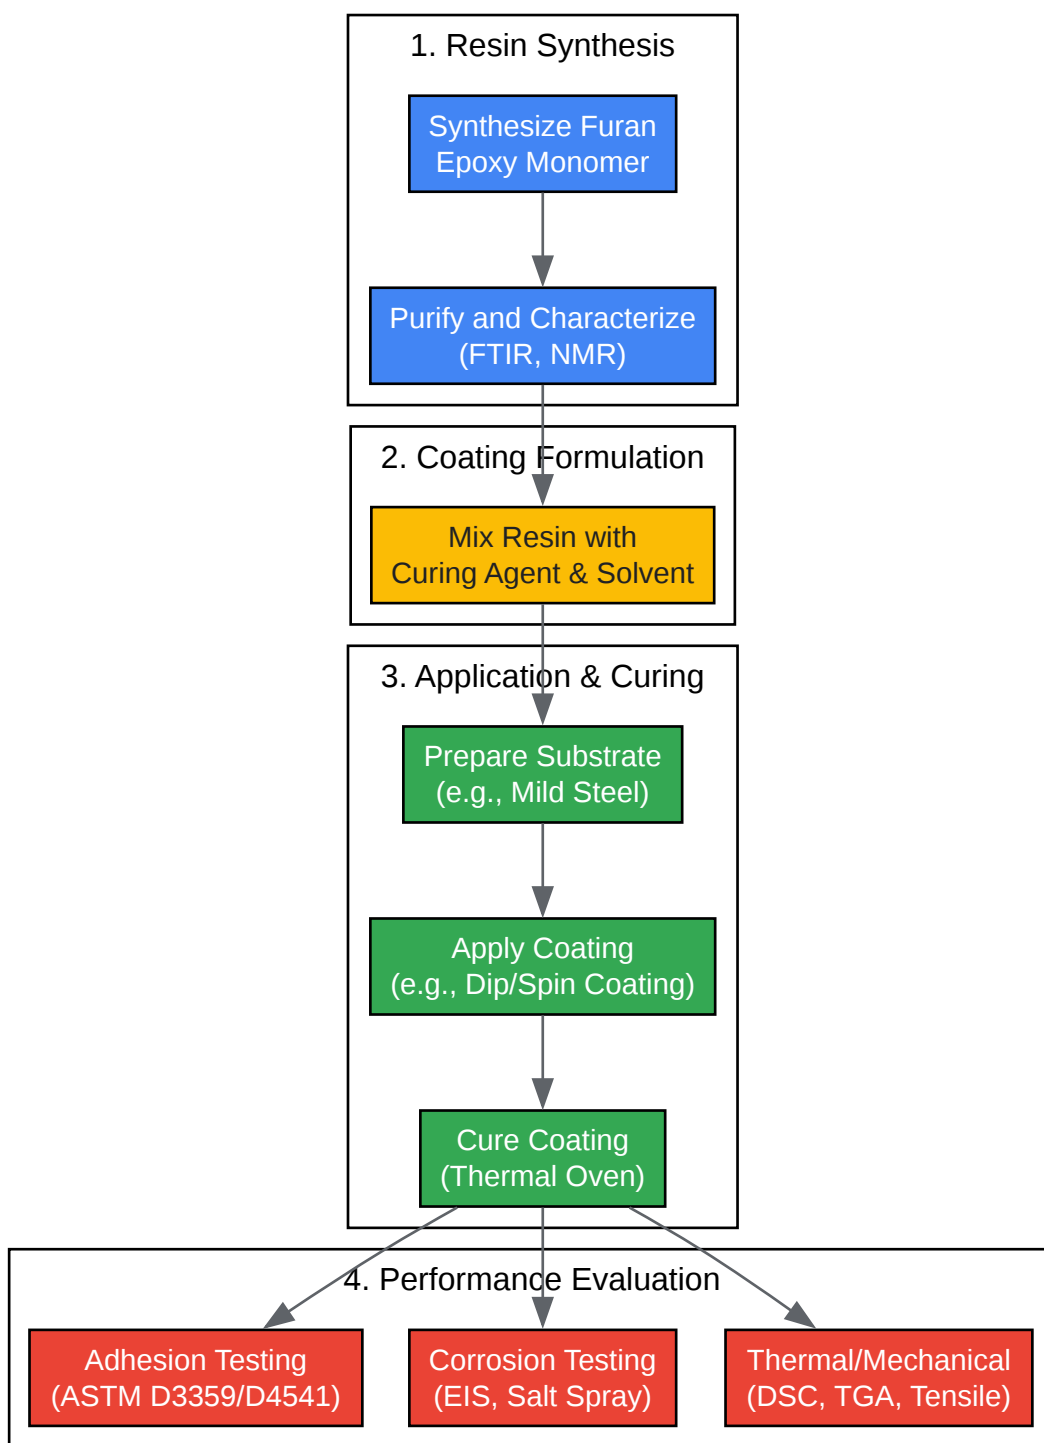 1. Resin Synthesis
Synthesize Furan
Epoxy Monomer
Purify and Characterize
(FTIR, NMR)
2. Coating Formulation
Mix Resin with
Curing Agent & Solvent
3. Application & Curing
Prepare Substrate
(e.g., Mild Steel)
Apply Coating
(e.g., Dip/Spin Coating)
Cure Coating
(Thermal Oven)
4. Performance Evaluation
Adhesion Testing
(ASTM D3359/D4541)
Corrosion Testing
(EIS, Salt Spray)
Thermal/Mechanical
(DSC, TGA, Tensile)